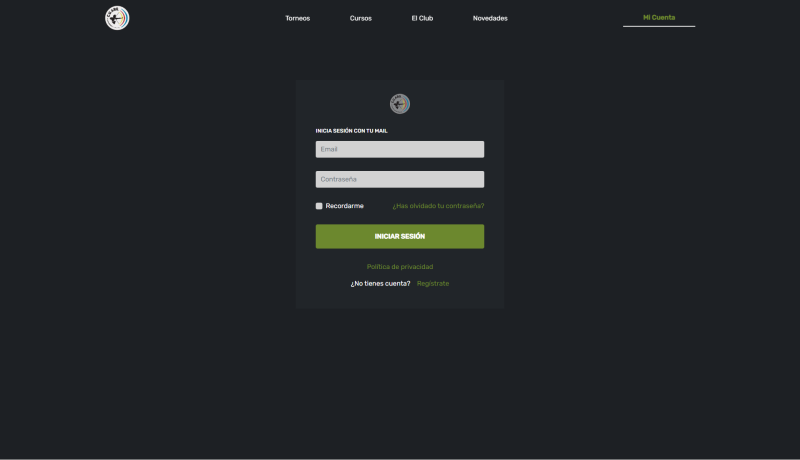 Torneos
Cursos
El Club
Novedades
Mi Cuenta
INICIA SESIÓN CON TU MAIL
Email
Contraseña
Recordarme
¿Has olvidado tu contraseña?
INICIAR SESIÓN
Política de privacidad
¿No tienes cuenta? Regístrate